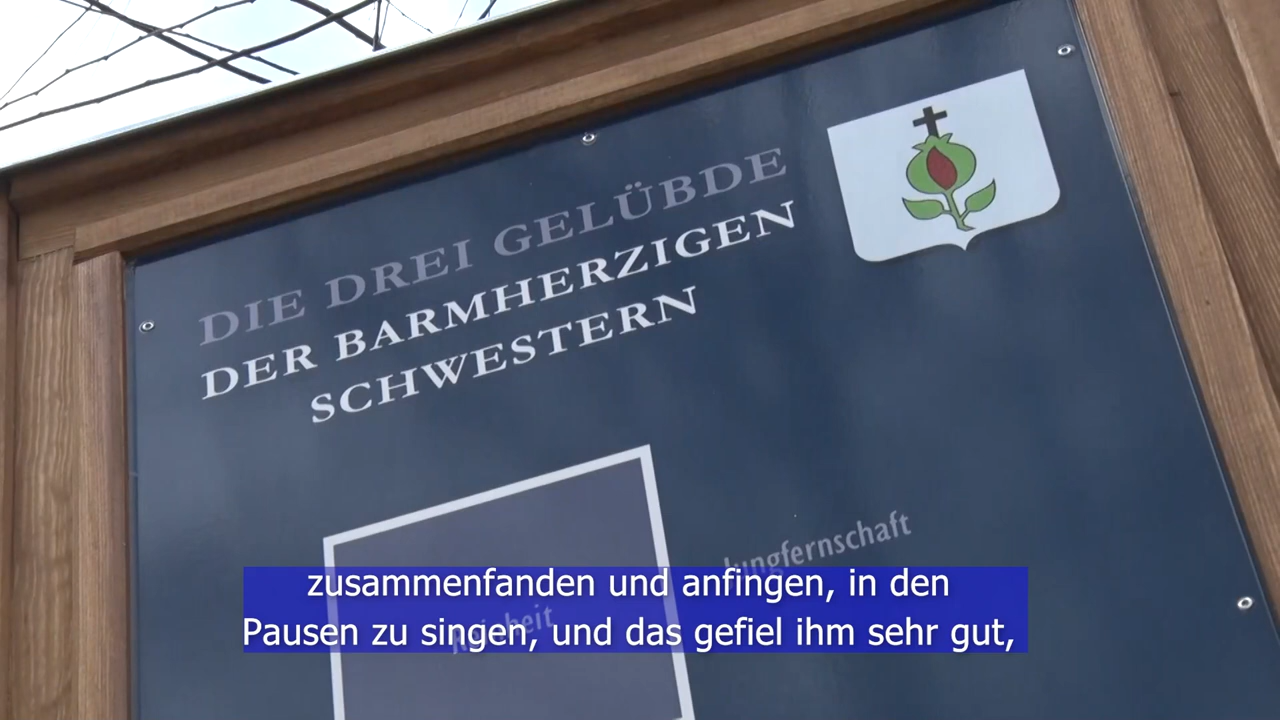 DIE DREI GELÜBDE
DER BARMHERZIGEN
SCHWESTERN
Jungfernschaft
zusammenfanden und anfingen, in den
Pausen zu singen, und das gefiel ihm sehr gut,